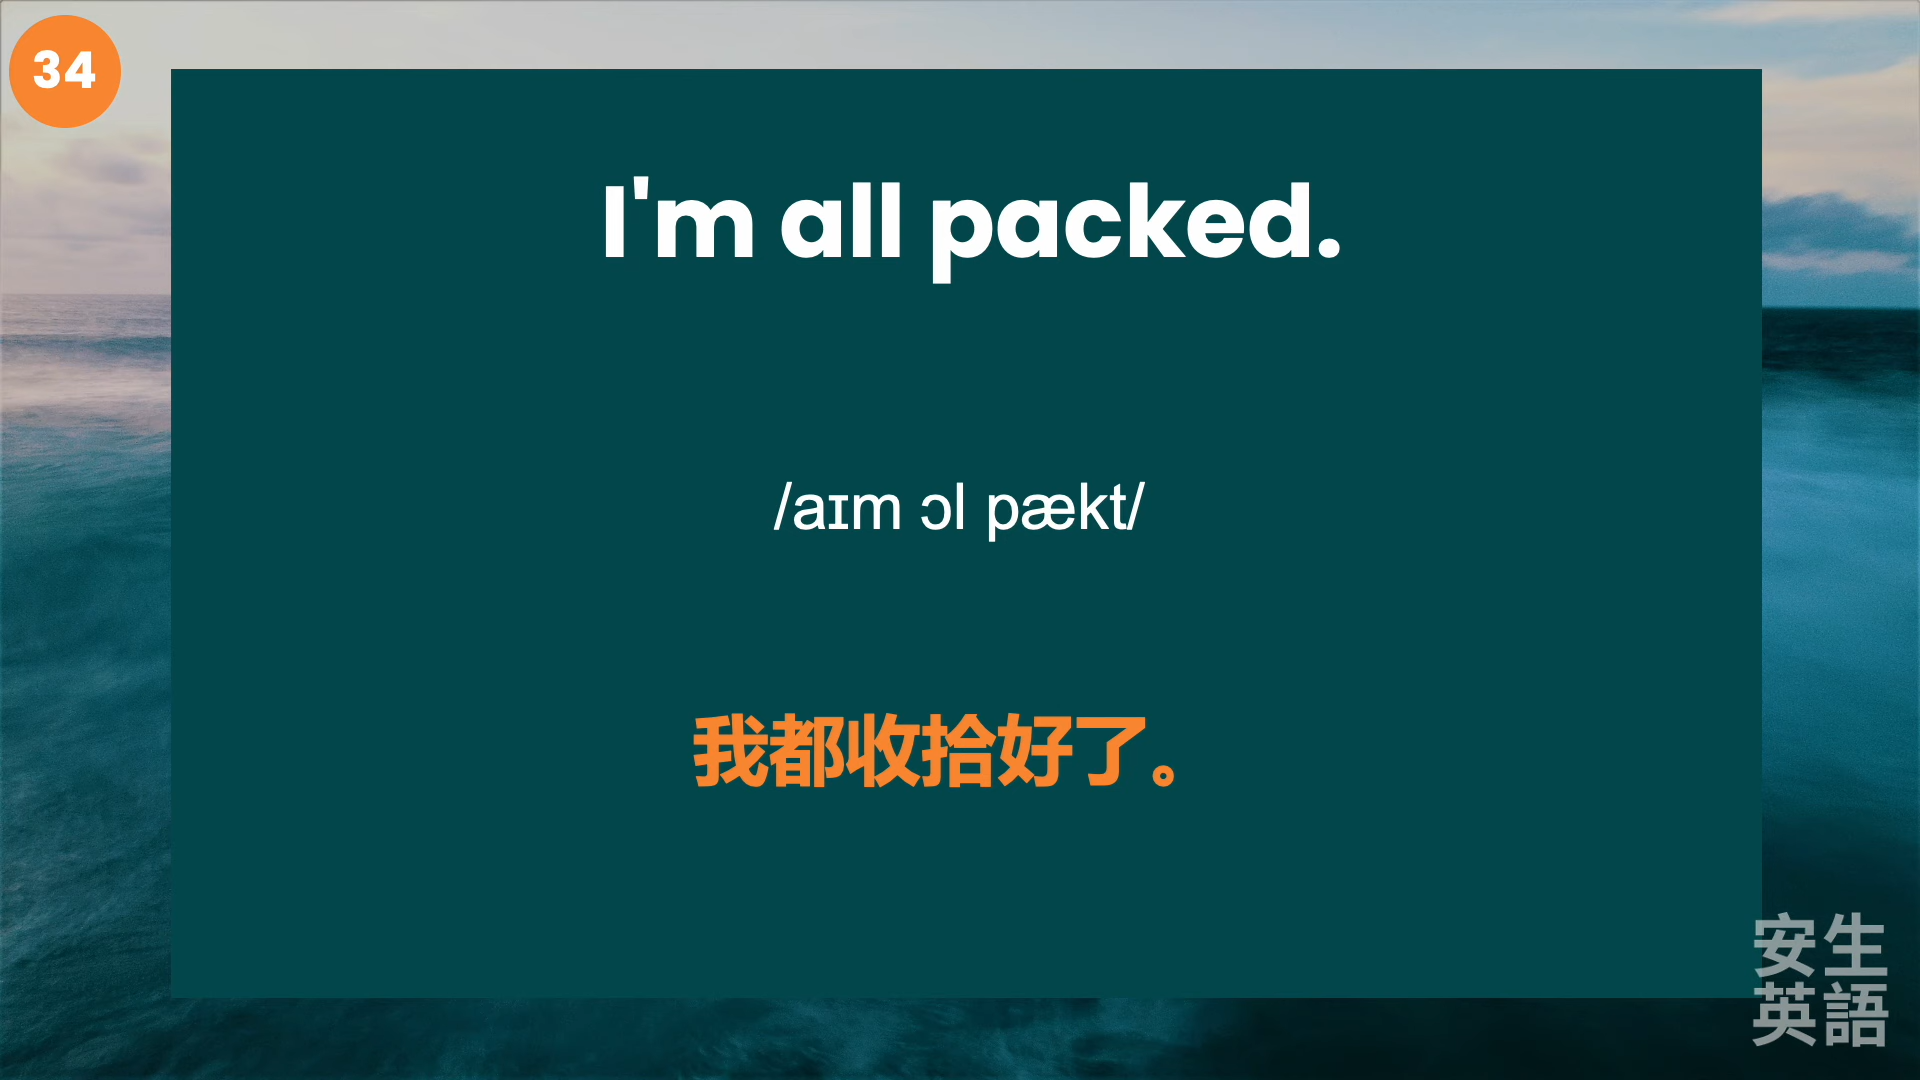 34
I'm all packed.
/aɪm ɔl pækt/
我都收拾好了。
安生
英語